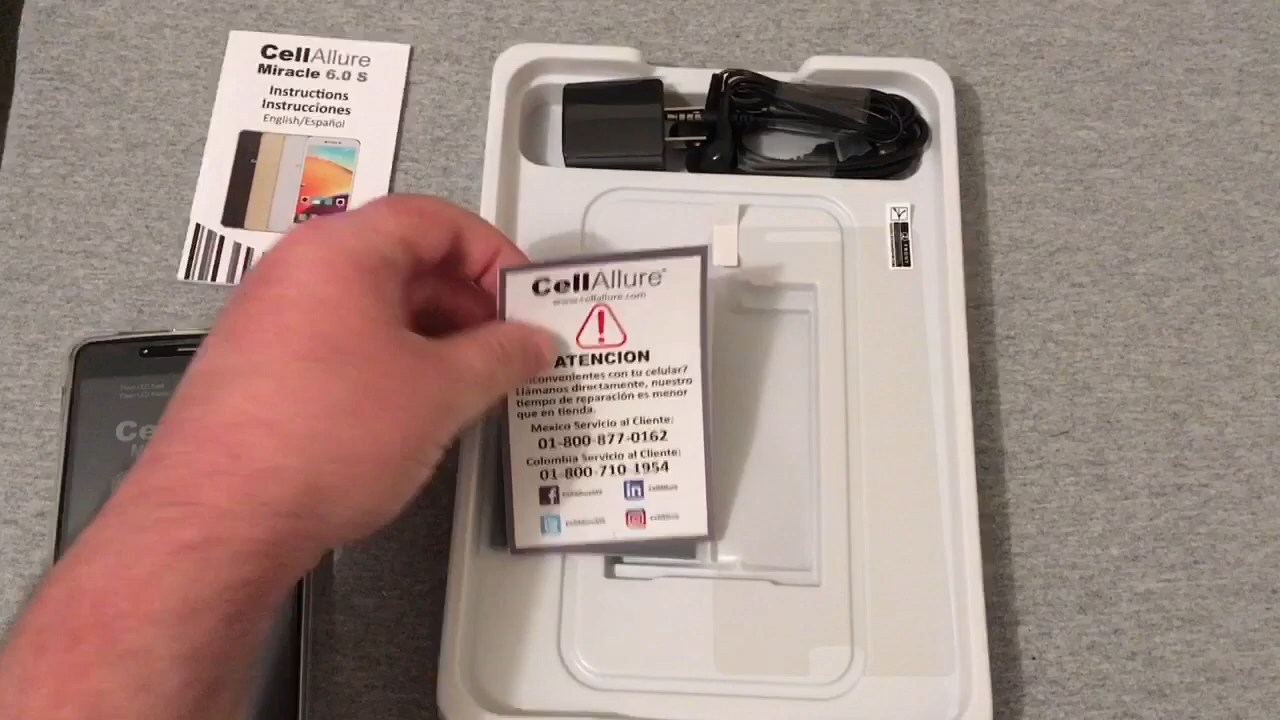 CellAllure
Miracle 6.0 S
Instructions
Instrucciones
English/Español
CellAllure
www.cellallure.com
ATENCION
convenientes con tu celular?
Llámanos directamente, nuestro
tiempo de reparación es menor
que en tienda.
Mexico Servicio al Cliente:
01-800-877-0162
Colombia Servicio al Cliente:
01-800-710-1954
Ce